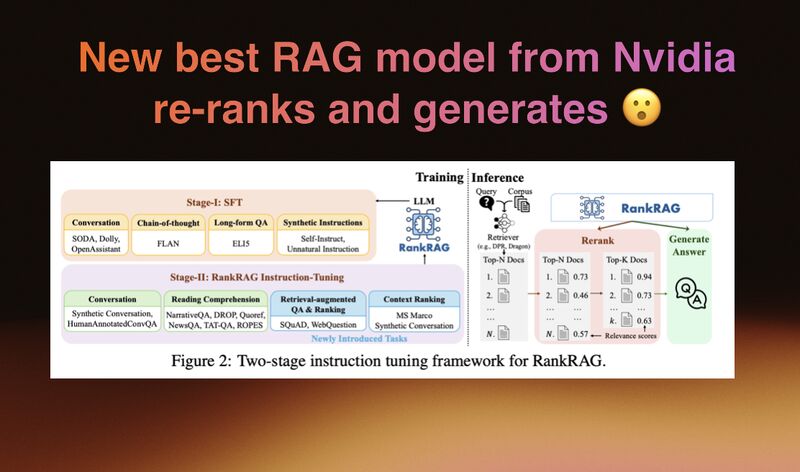 New best RAG model from Nvidia
re-ranks and generates 😮
Training
Inference
Stage-I: SFT
Conversation
SODA, Dolly,
OpenAssistant
Chain-of-thought
FLAN
Long-form QA
ELI5
Synthetic Instructions
Self-Instruct,
Unnatural Instruction
LLM
RankRAG
Stage-II: RankRAG Instruction-Tuning
Conversation
Synthetic Conversation,
HumanAnnotatedConvQA
Reading Comprehension
NarrativeQA, DROP, Quoref,
NewsQA, TAT-QA, ROPES
Retrieval-augmented
QA & Ranking
SQuAD, WebQuestion
Context Ranking
MS Marco
Synthetic Conversation
Newly Introduced Tasks
Query
Corpus
?
Retriever
(e.g., DPR, Dragon)
Top-N Docs
1.
2.
...
...
N.
RankRAG
Rerank
Top-N Docs
1. 0.73
2. 0.46
... ...
... ...
N. 0.57
Top-K Docs
1. 0.94
2. 0.73
... ...
k. 0.63
Relevance scores
Generate
Answer
Q
A
Figure 2: Two-stage instruction tuning framework for RankRAG.